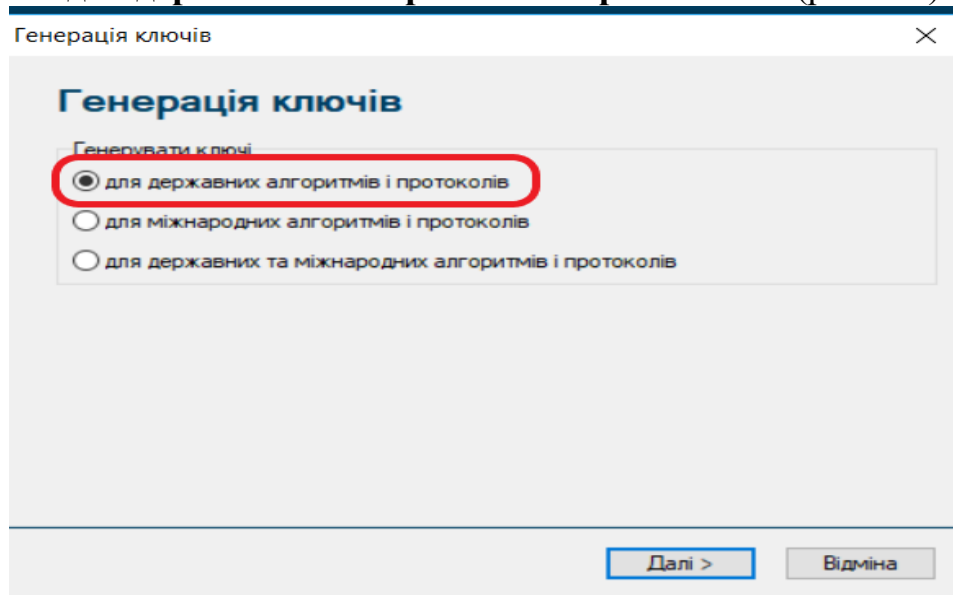 Генерація ключів
Генерація ключів
Генерувати ключі
для державних алгоритмів і протоколів
для міжнародних алгоритмів і протоколів
для державних та міжнародних алгоритмів і протоколів
Далі >
Відміна